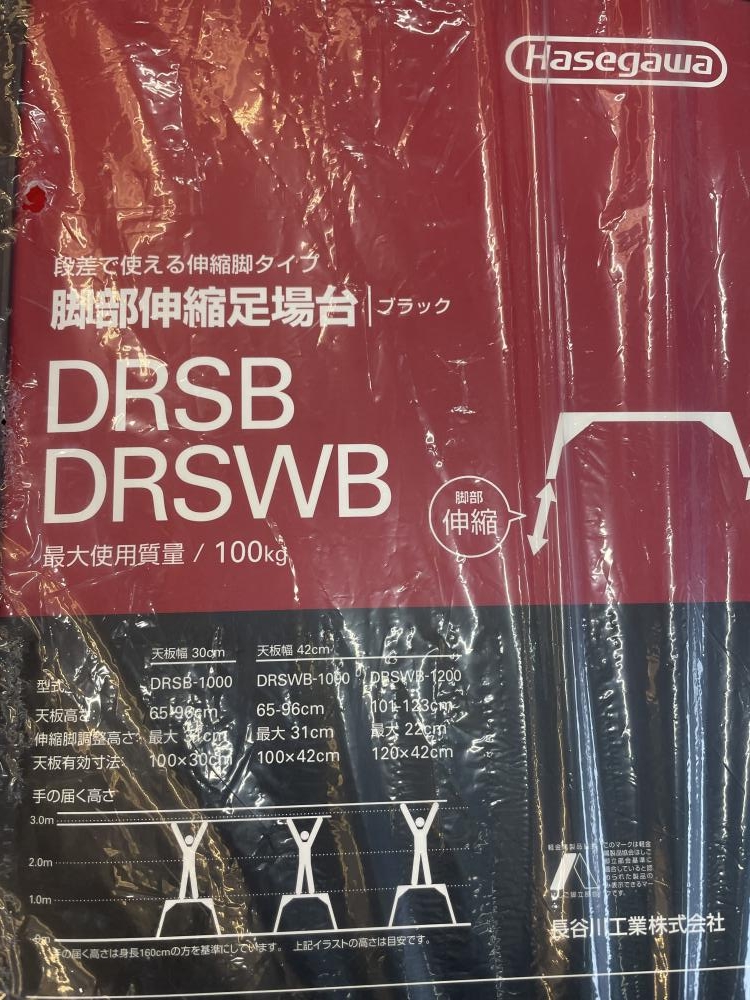 Hasegawa
段差で使える伸縮脚タイプ
脚部伸縮足場台 ブラック
DRSB
DRSWB
脚部
伸縮
最大使用質量 / 100kg
天板幅 30cm 天板幅 42cm
型式: DRSB-1000 DRSWB-1000 DRSWB-1200
天板高さ: 65-96cm 65-96cm 101-123cm
伸縮脚調整高さ: 最大 31cm 最大 31cm 最大 22cm
天板有効寸法: 100×30cm 100×42cm 120×42cm
手の届く高さ
3.0m
2.0m
1.0m
手の届く高さは身長160cmの方を基準にしています。 上記イラストの高さは目安です。
長谷川工業株式会社